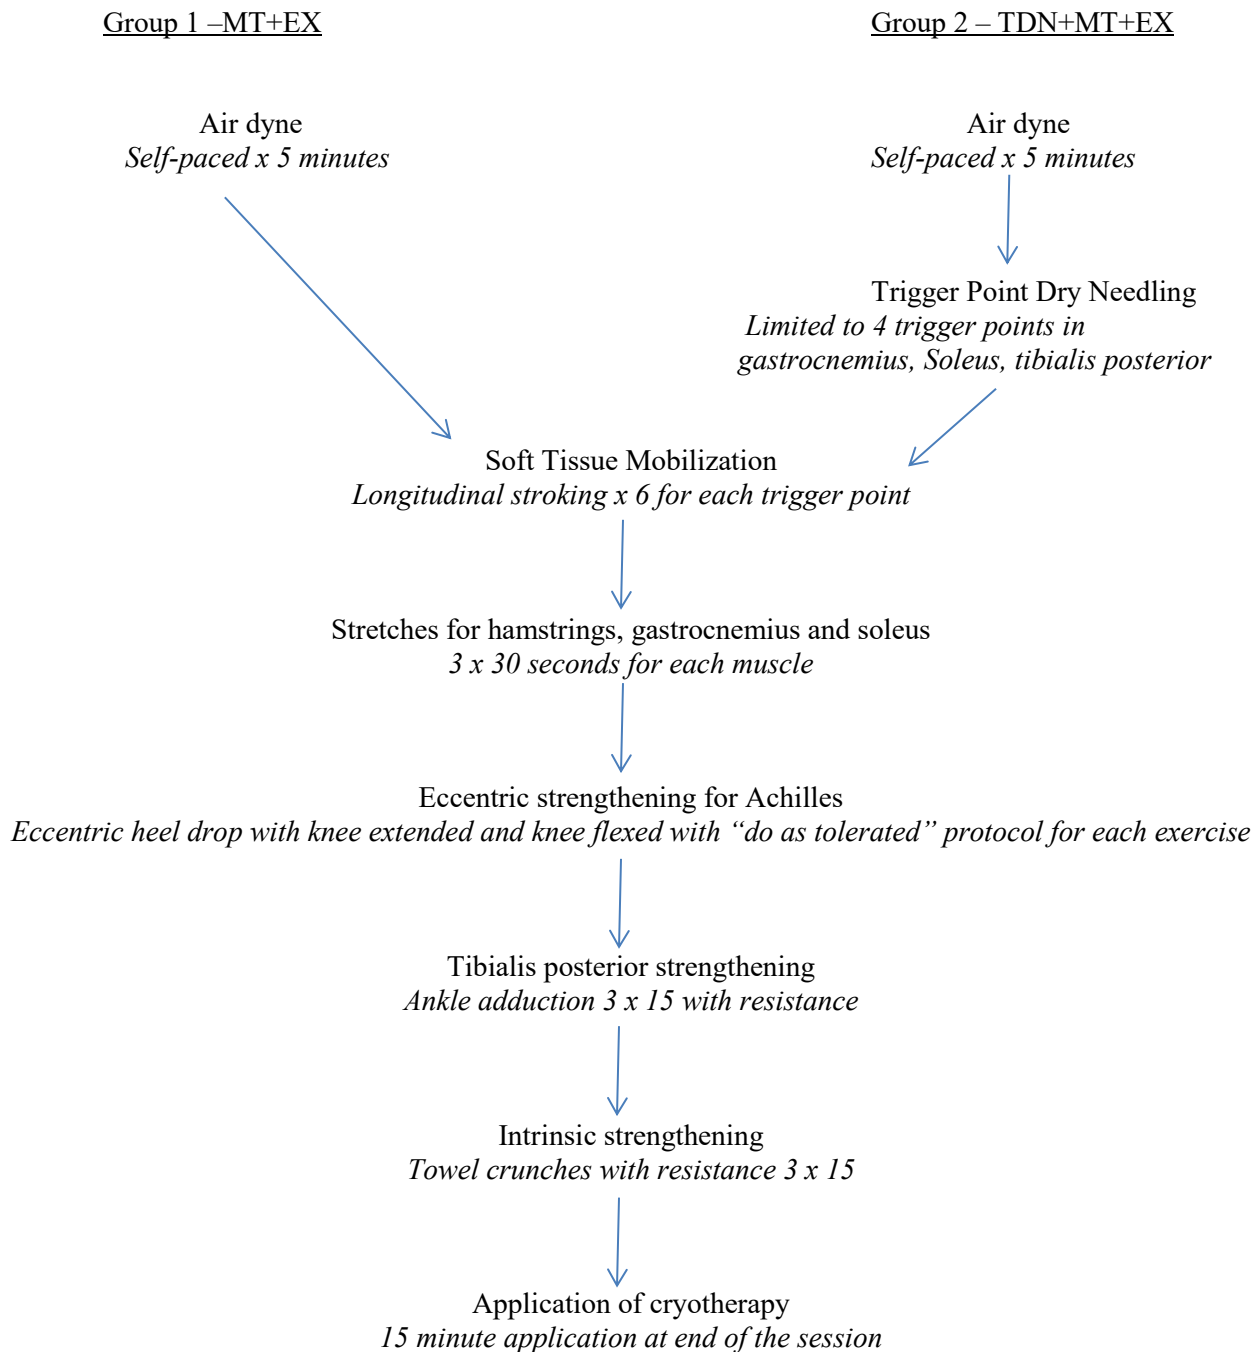 Group 1 –MT+EX
Group 2 – TDN+MT+EX
Air dyne
Self-paced x 5 minutes
Air dyne
Self-paced x 5 minutes
Trigger Point Dry Needling
Limited to 4 trigger points in
gastrocnemius, Soleus, tibialis posterior
Soft Tissue Mobilization
Longitudinal stroking x 6 for each trigger point
Stretches for hamstrings, gastrocnemius and soleus
3 x 30 seconds for each muscle
Eccentric strengthening for Achilles
Eccentric heel drop with knee extended and knee flexed with “do as tolerated” protocol for each exercise
Tibialis posterior strengthening
Ankle adduction 3 x 15 with resistance
Intrinsic strengthening
Towel crunches with resistance 3 x 15
Application of cryotherapy
15 minute application at end of the session